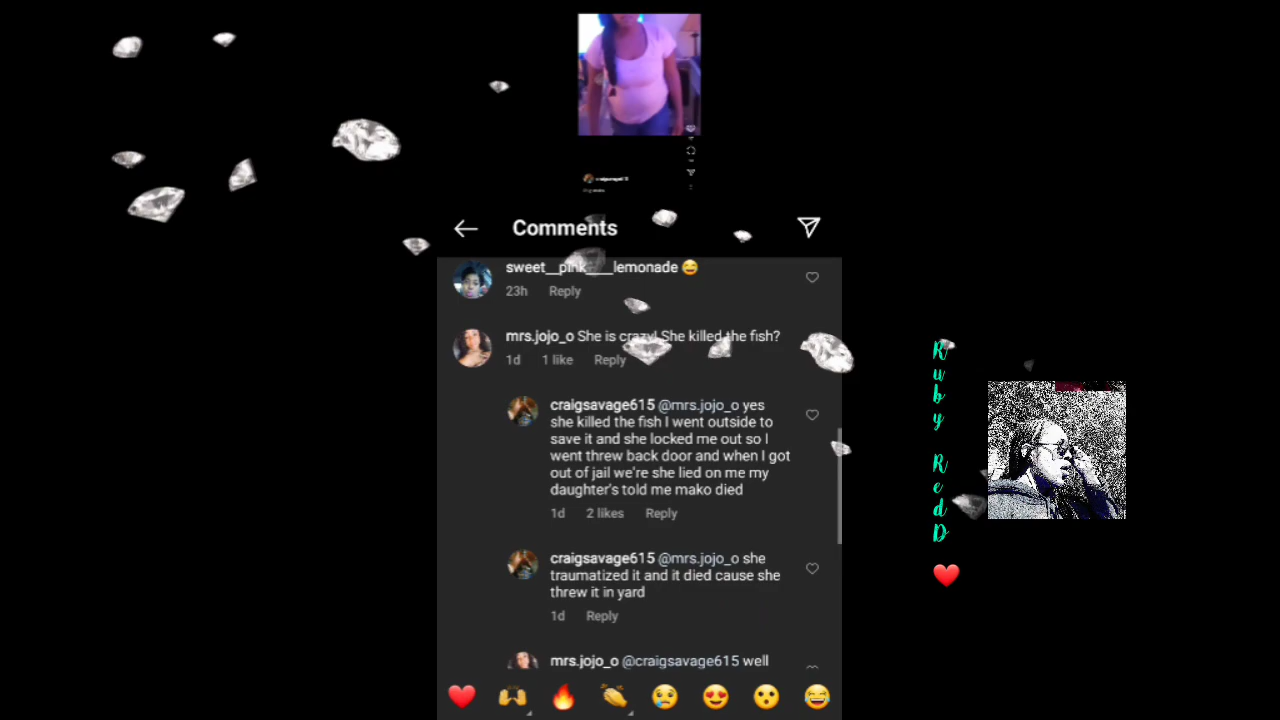 Comments
sweet__pink___lemonade 😅
23h Reply
mrs.jojo_o She is crazy! She killed the fish?
1d 1 like Reply
craigsavage615 @mrs.jojo_o yes
she killed the fish I went outside to
save it and she locked me out so I
went threw back door and when I got
out of jail we're she lied on me my
daughter's told me mako died
1d 2 likes Reply
craigsavage615 @mrs.jojo_o she
traumatized it and it died cause she
threw it in yard
1d Reply
mrs.jojo_o @craigsavage615 well
Ruby RedD